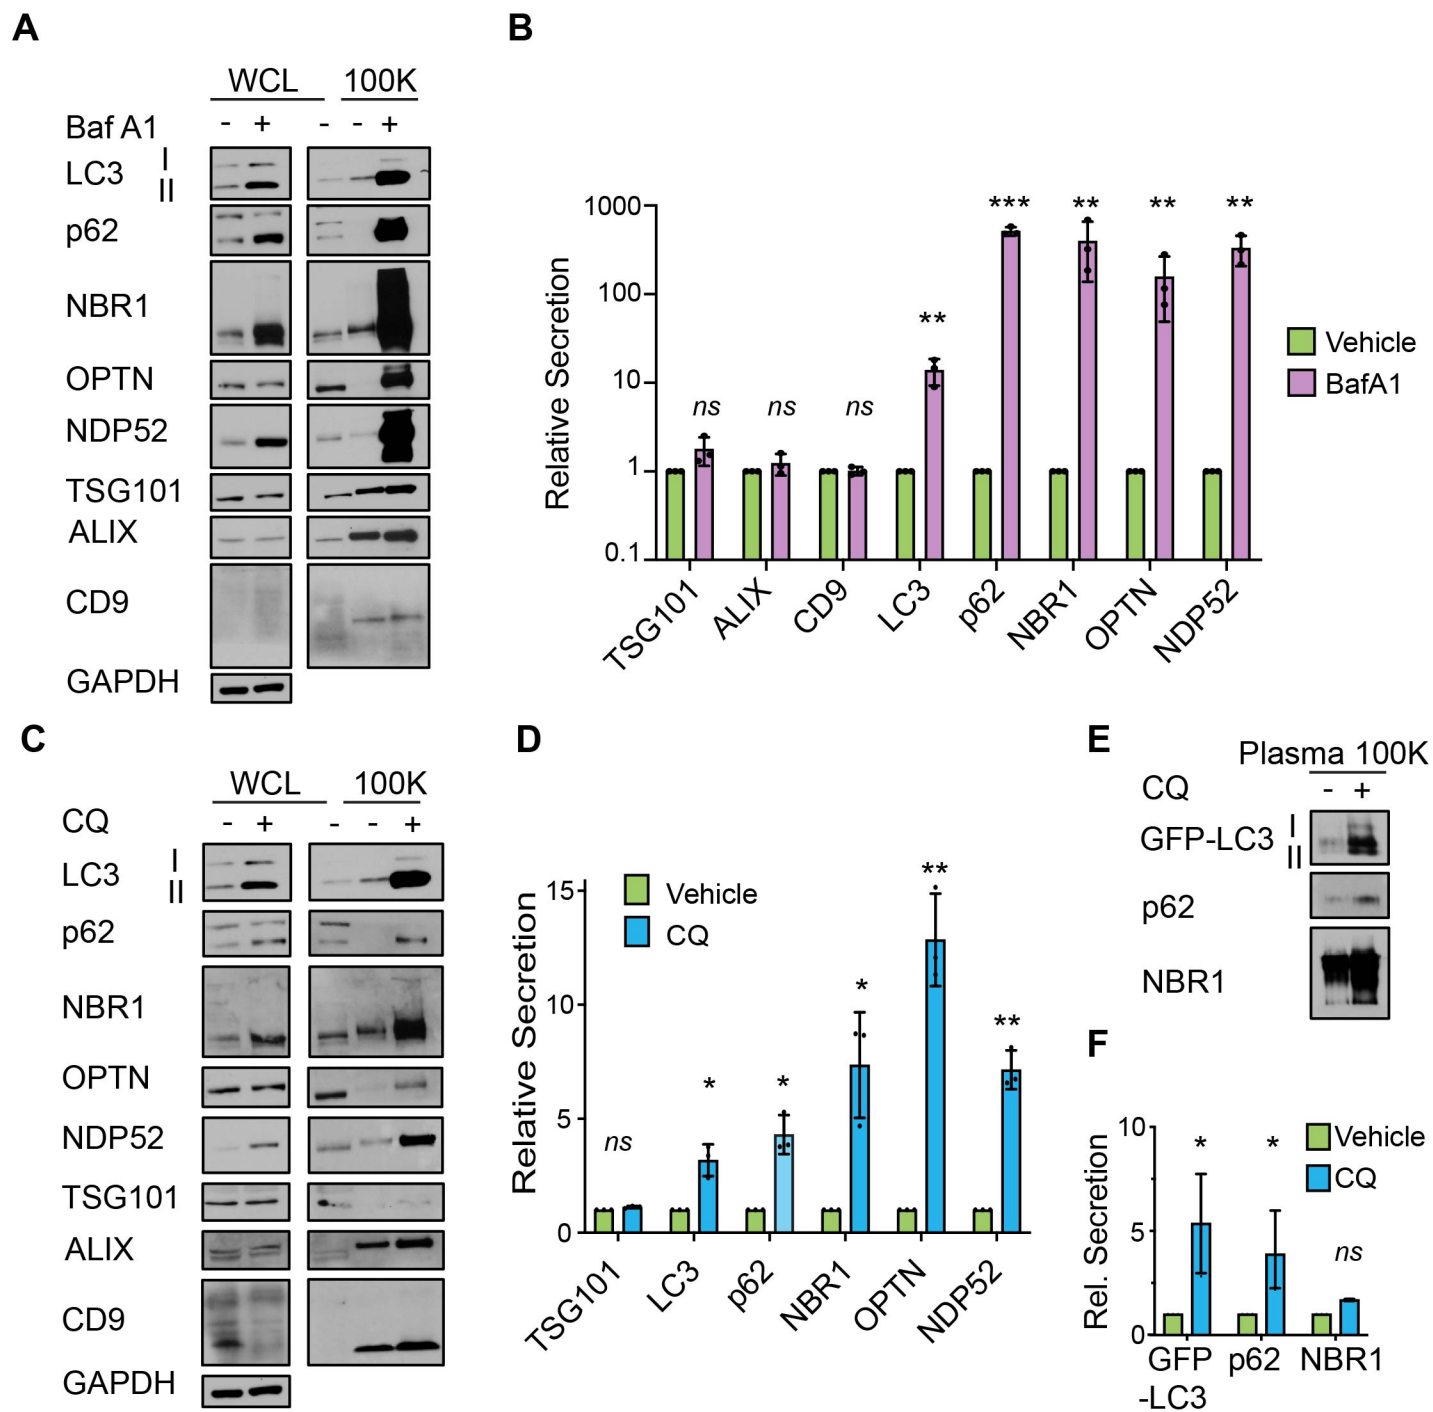 A
WCL 100K
Baf A1 - + - - +
LC3 I
II
p62
NBR1
OPTN
NDP52
TSG101
ALIX
CD9
GAPDH
B
Relative Secretion
1000
100
10
1
0.1
ns ns ns ** *** ** ** **
TSG101 ALIX CD9 LC3 p62 NBR1 OPTN NDP52
Vehicle
BafA1
C
WCL 100K
CQ - + - - +
LC3 I
II
p62
NBR1
OPTN
NDP52
TSG101
ALIX
CD9
GAPDH
D
Relative Secretion
15
10
5
0
Vehicle
CQ
ns * * * ** **
TSG101 LC3 p62 NBR1 OPTN NDP52
E
Plasma 100K
CQ - +
GFP-LC3 I
II
p62
NBR1
F
Rel. Secretion
10
5
0
* * ns
Vehicle
CQ
GFP p62 NBR1
-LC3